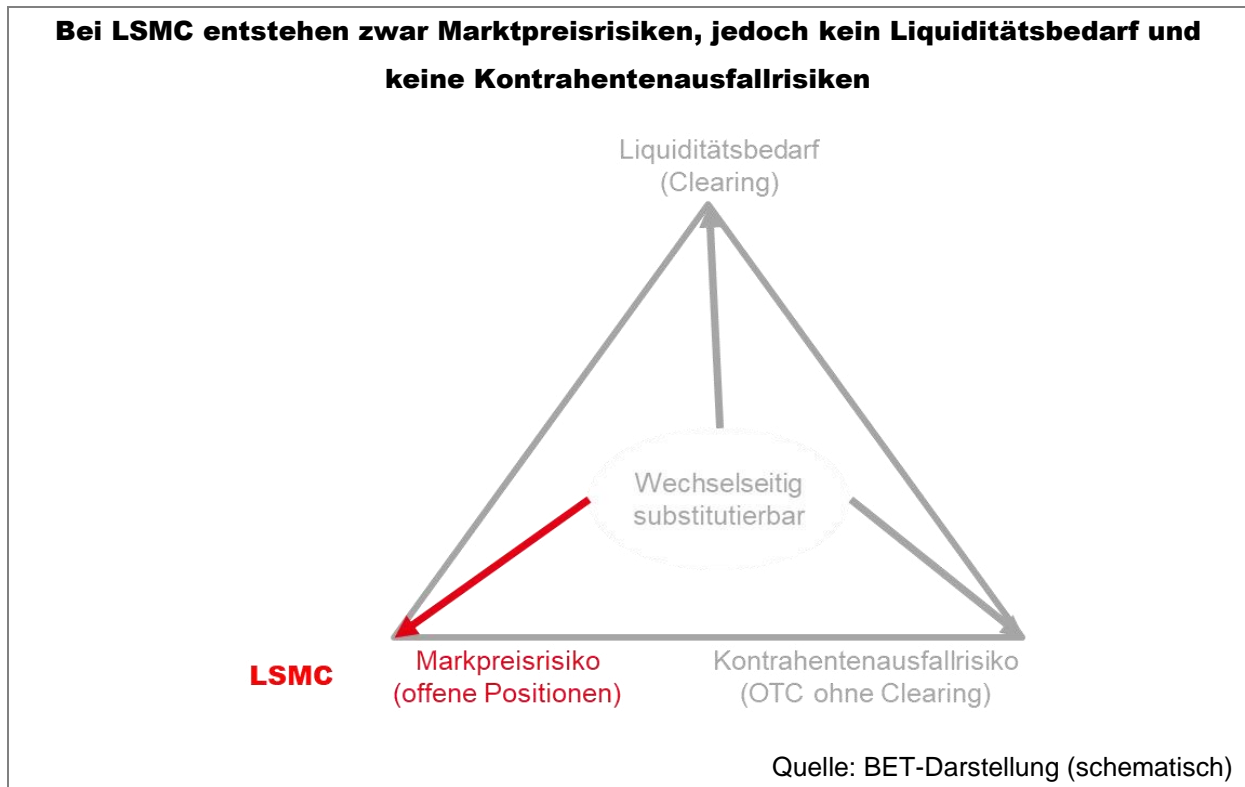 Bei LSMC entstehen zwar Marktpreisrisiken, jedoch kein Liquiditätsbedarf und
keine Kontrahentenausfallrisiken
Liquiditätsbedarf
(Clearing)
Wechselseitig
substitutierbar
LSMC
Markpreisrisiko
(offene Positionen)
Kontrahentenausfallrisiko
(OTC ohne Clearing)
Quelle: BET-Darstellung (schematisch)